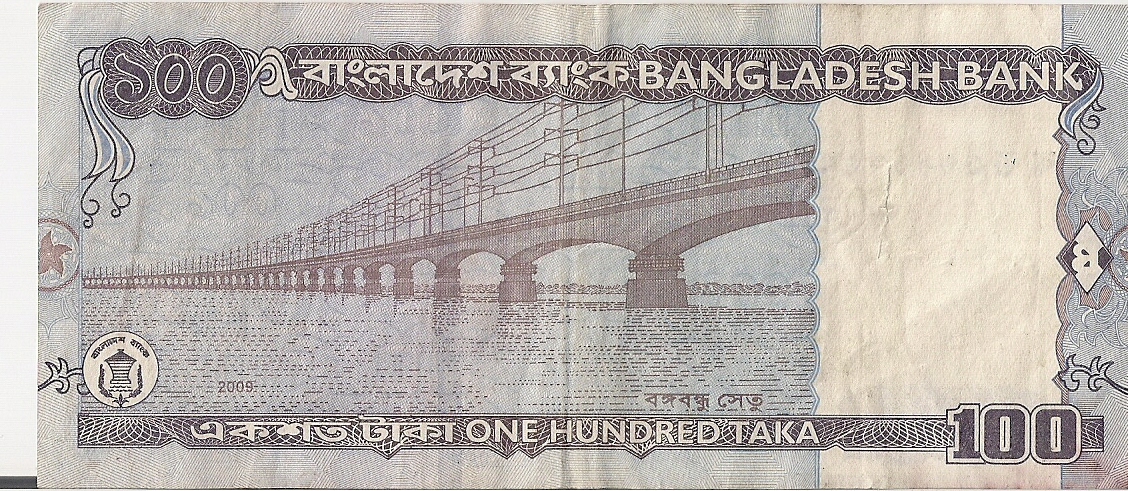 ১০০ বাংলাদেশ ব্যাংক BANGLADESH BANK
বাংলাদেশ ব্যাংক
2009
বঙ্গবন্ধু সেতু
একশত টাকা ONE HUNDRED TAKA 100